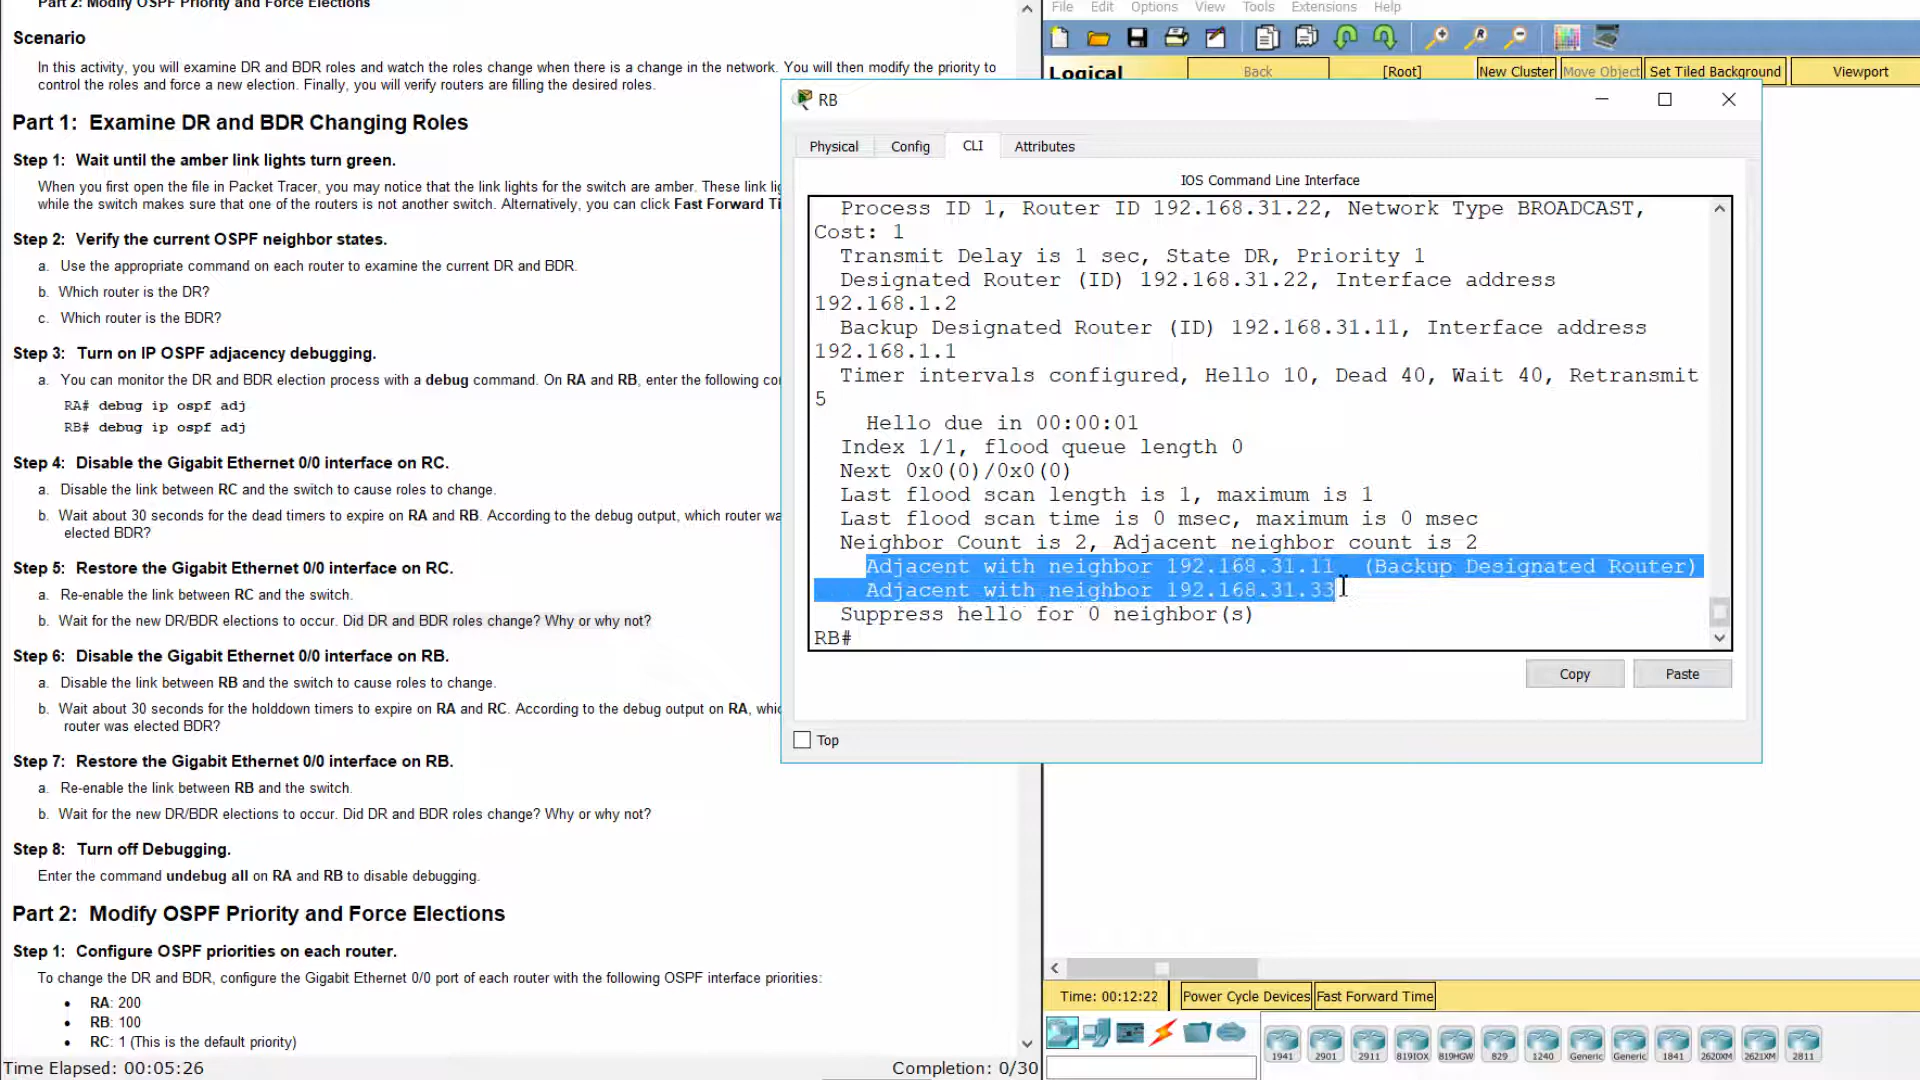 Part 2: Modify OSPF Priority and Force Elections
Scenario
In this activity, you will examine DR and BDR roles and watch the roles change when there is a change in the network. You will then modify the priority to
control the roles and force a new election. Finally, you will verify routers are filling the desired roles.
Part 1: Examine DR and BDR Changing Roles
Step 1: Wait until the amber link lights turn green.
When you first open the file in Packet Tracer, you may notice that the link lights for the switch are amber. These link
while the switch makes sure that one of the routers is not another switch. Alternatively, you can click Fast Forward
Step 2: Verify the current OSPF neighbor states.
a. Use the appropriate command on each router to examine the current DR and BDR.
b. Which router is the DR?
c. Which router is the BDR?
Step 3: Turn on IP OSPF adjacency debugging.
a. You can monitor the DR and BDR election process with a debug command. On RA and RB, enter the following
RA# debug ip ospf adj
RB# debug ip ospf adj
Step 4: Disable the Gigabit Ethernet 0/0 interface on RC.
a. Disable the link between RC and the switch to cause roles to change.
b. Wait about 30 seconds for the dead timers to expire on RA and RB. According to the debug output, which router
elected BDR?
Step 5: Restore the Gigabit Ethernet 0/0 interface on RC.
a. Re-enable the link between RC and the switch.
b. Wait for the new DR/BDR elections to occur. Did DR and BDR roles change? Why or why not?
Step 6: Disable the Gigabit Ethernet 0/0 interface on RB.
a. Disable the link between RB and the switch to cause roles to change.
b. Wait about 30 seconds for the holddown timers to expire on RA and RC. According to the debug output on RA,
router was elected BDR?
Step 7: Restore the Gigabit Ethernet 0/0 interface on RB.
a. Re-enable the link between RB and the switch.
b. Wait for the new DR/BDR elections to occur. Did DR and BDR roles change? Why or why not?
Step 8: Turn off Debugging.
Enter the command undebug all on RA and RB to disable debugging.
Part 2: Modify OSPF Priority and Force Elections
Step 1: Configure OSPF priorities on each router.
To change the DR and BDR, configure the Gigabit Ethernet 0/0 port of each router with the following OSPF interface priorities:
• RA: 200
• RB: 100
• RC: 1 (This is the default priority)
Time Elapsed: 00:05:26
Completion: 0/30
File Edit Options View Tools Extensions Help
Logical
Back
[Root]
New Cluster
Move Object
Set Tiled Background
Viewport
RB
Physical
Config
CLI
Attributes
IOS Command Line Interface
Process ID 1, Router ID 192.168.31.22, Network Type BROADCAST,
Cost: 1
Transmit Delay is 1 sec, State DR, Priority 1
Designated Router (ID) 192.168.31.22, Interface address
192.168.1.2
Backup Designated Router (ID) 192.168.31.11, Interface address
192.168.1.1
Timer intervals configured, Hello 10, Dead 40, Wait 40, Retransmit
5
Hello due in 00:00:01
Index 1/1, flood queue length 0
Next 0x0(0)/0x0(0)
Last flood scan length is 1, maximum is 1
Last flood scan time is 0 msec, maximum is 0 msec
Neighbor Count is 2, Adjacent neighbor count is 2
Adjacent with neighbor 192.168.31.11 (Backup Designated Router)
Adjacent with neighbor 192.168.31.33
Suppress hello for 0 neighbor(s)
RB#
Copy
Paste
Top
Time: 00:12:22
Power Cycle Devices
Fast Forward Time
1941
2901
2911
819IOX
819HGW
829
1240
Generic
Generic
1841
2620XM
2621XM
2811